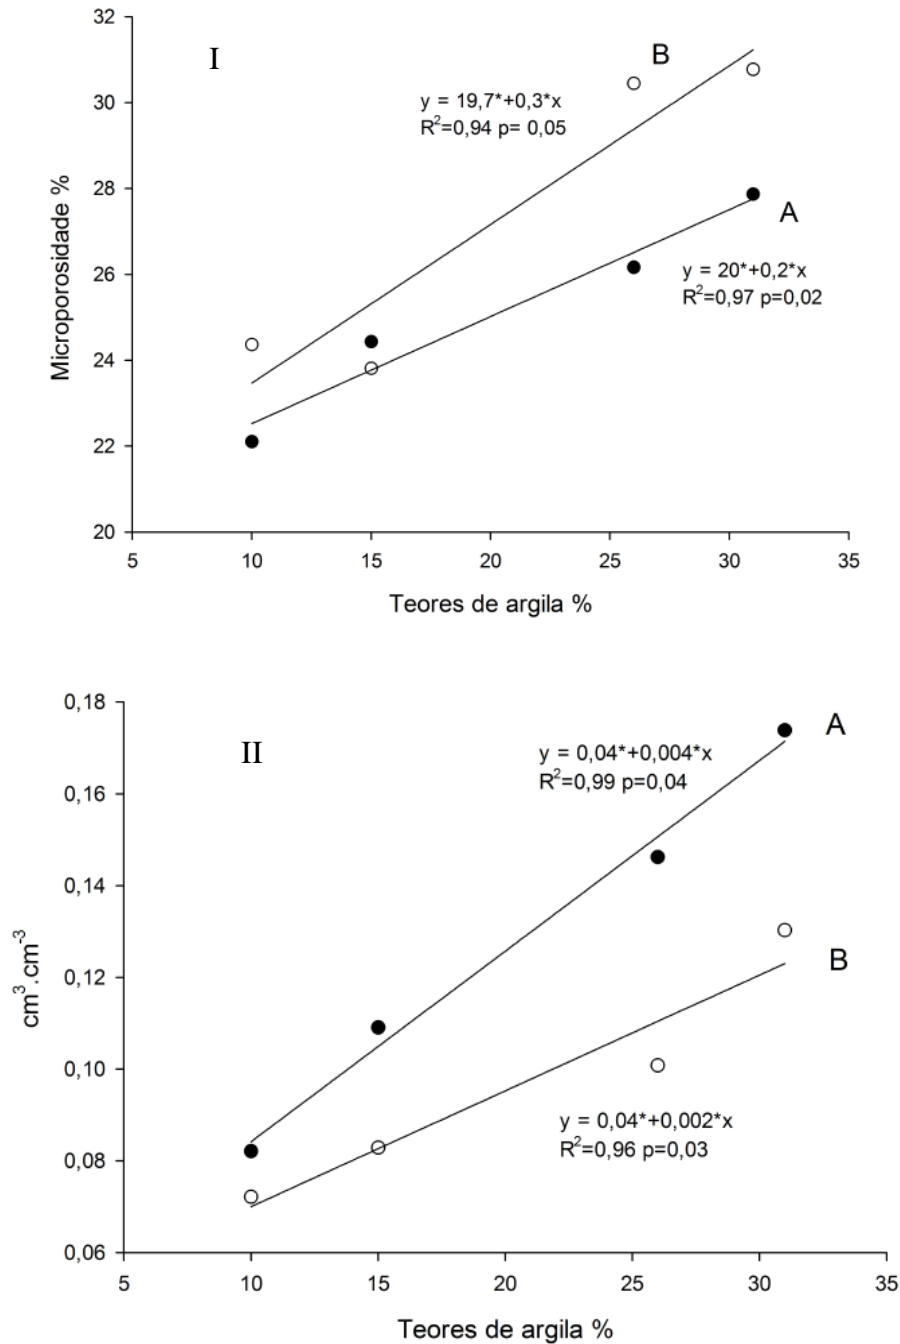 32
I
B
30
y = 19,7*+0,3*x
R²=0,94 p= 0,05
28
A
Microporosidade %
26
y = 20*+0,2*x
R²=0,97 p=0,02
24
22
20
5 10 15 20 25 30 35
Teores de argila %
0,18
A
II
y = 0,04*+0,004*x
R²=0,99 p=0,04
0,16
0,14
B
0,12
cm³.cm⁻³
0,10
y = 0,04*+0,002*x
R²=0,96 p=0,03
0,08
0,06
5 10 15 20 25 30 35
Teores de argila %